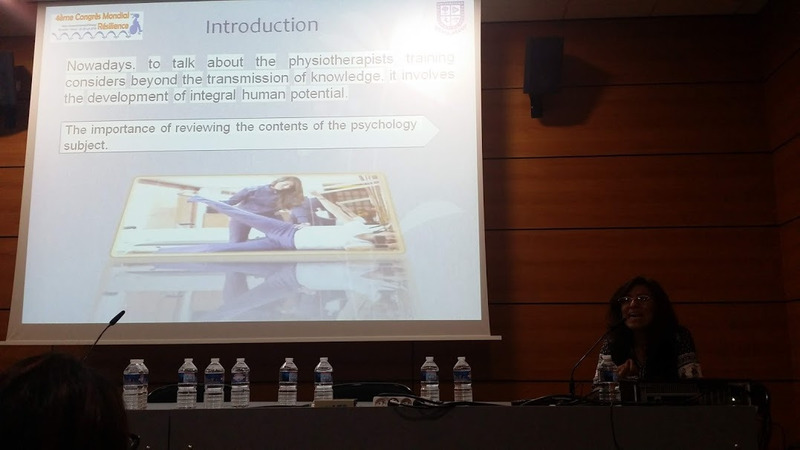 4ème Congrès Mondial
Résilience
Introduction
Nowadays, to talk about the physiotherapists training
considers beyond the transmission of knowledge, it involves
the development of integral human potential.
The importance of reviewing the contents of the psychology
subject.